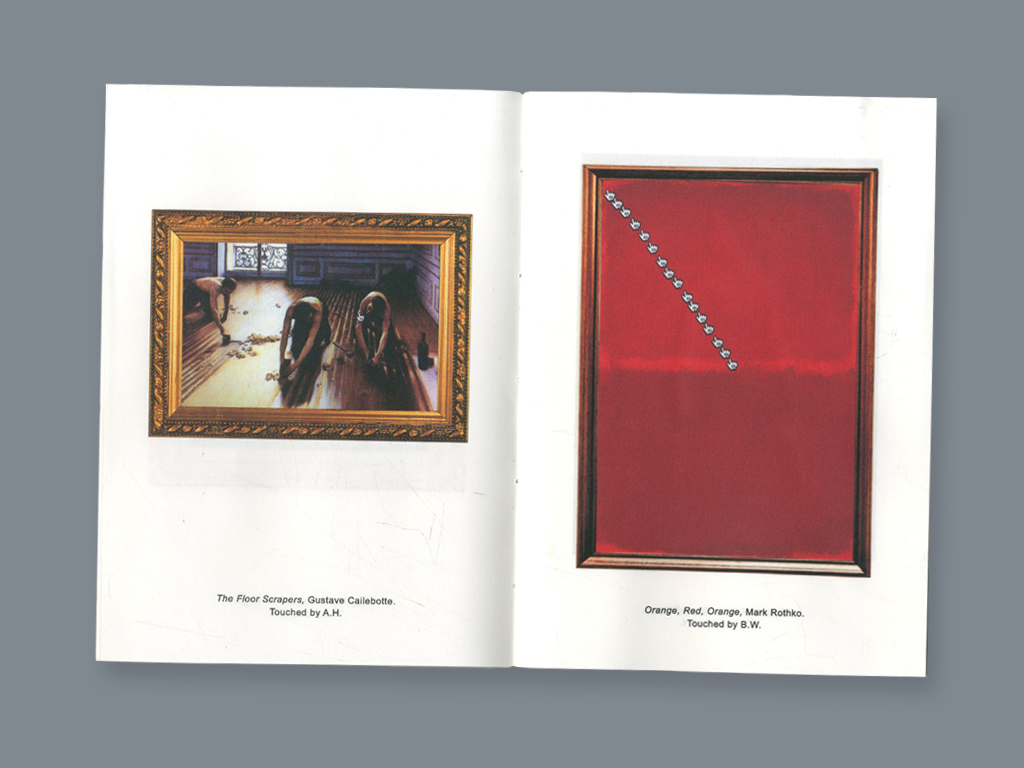 The Floor Scrapers, Gustave Cailebotte.
Touched by A.H.
Orange, Red, Orange, Mark Rothko.
Touched by B.W.